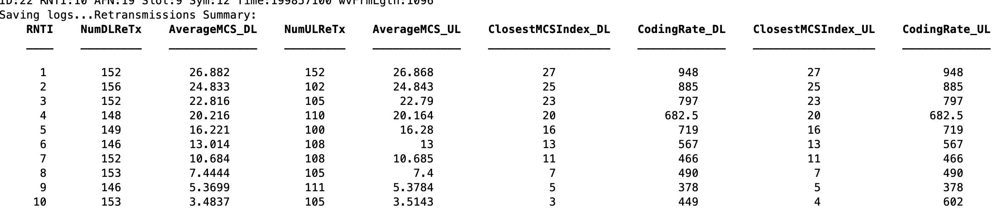 ID:22 RNTI:10 AFN:19 Slot:9 Sym:12 Time:199857100 WvFrmLgth:1096
Saving logs...Retransmissions Summary:
RNTI NumDLReTx AverageMCS_DL NumULReTx AverageMCS_UL ClosestMCSIndex_DL CodingRate_DL ClosestMCSIndex_UL CodingRate_UL
1 152 26.882 152 26.868 27 948 27 948
2 156 24.833 102 24.843 25 885 25 885
3 152 22.816 105 22.79 23 797 23 797
4 148 20.216 110 20.164 20 682.5 20 682.5
5 149 16.221 100 16.28 16 719 16 719
6 146 13.014 108 13 13 567 13 567
7 152 10.684 108 10.685 11 466 11 466
8 153 7.4444 105 7.4 7 490 7 490
9 146 5.3699 111 5.3784 5 378 5 378
10 153 3.4837 105 3.5143 3 449 4 602